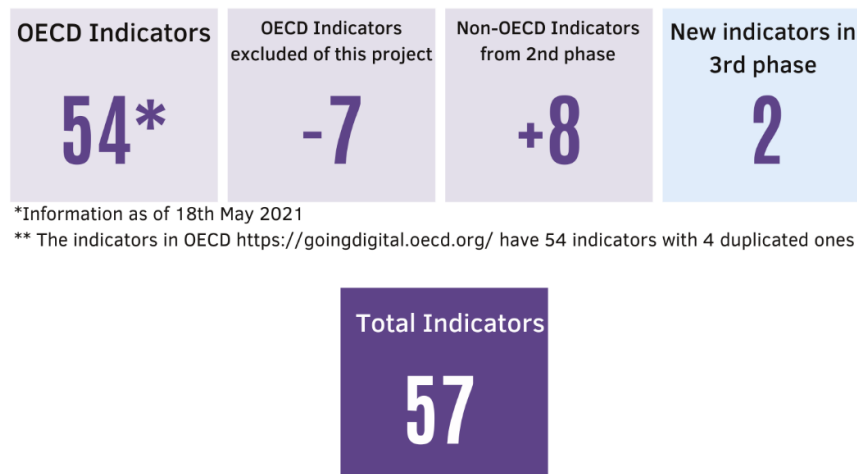 OECD Indicators
54*
OECD Indicators
excluded of this project
-7
Non-OECD Indicators
from 2nd phase
+8
New indicators in
3rd phase
2
*Information as of 18th May 2021
** The indicators in OECD https://goingdigital.oecd.org/ have 54 indicators with 4 duplicated ones
Total Indicators
57